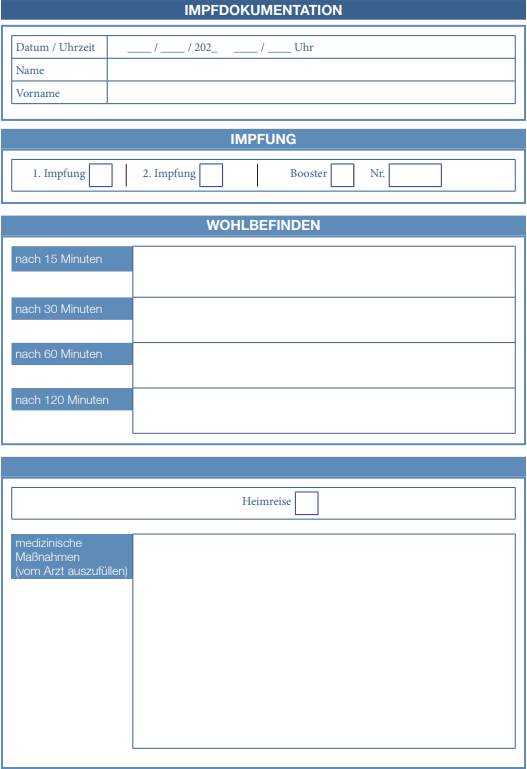 IMPFDOKUMENTATION
Datum / Uhrzeit ____ / ____ / 202_ ____ / ____ Uhr
Name
Vorname
IMPFUNG
1. Impfung 2. Impfung Booster Nr.
WOHLBEFINDEN
nach 15 Minuten
nach 30 Minuten
nach 60 Minuten
nach 120 Minuten
Heimreise
medizinische
Maßnahmen
(vom Arzt auszufüllen)